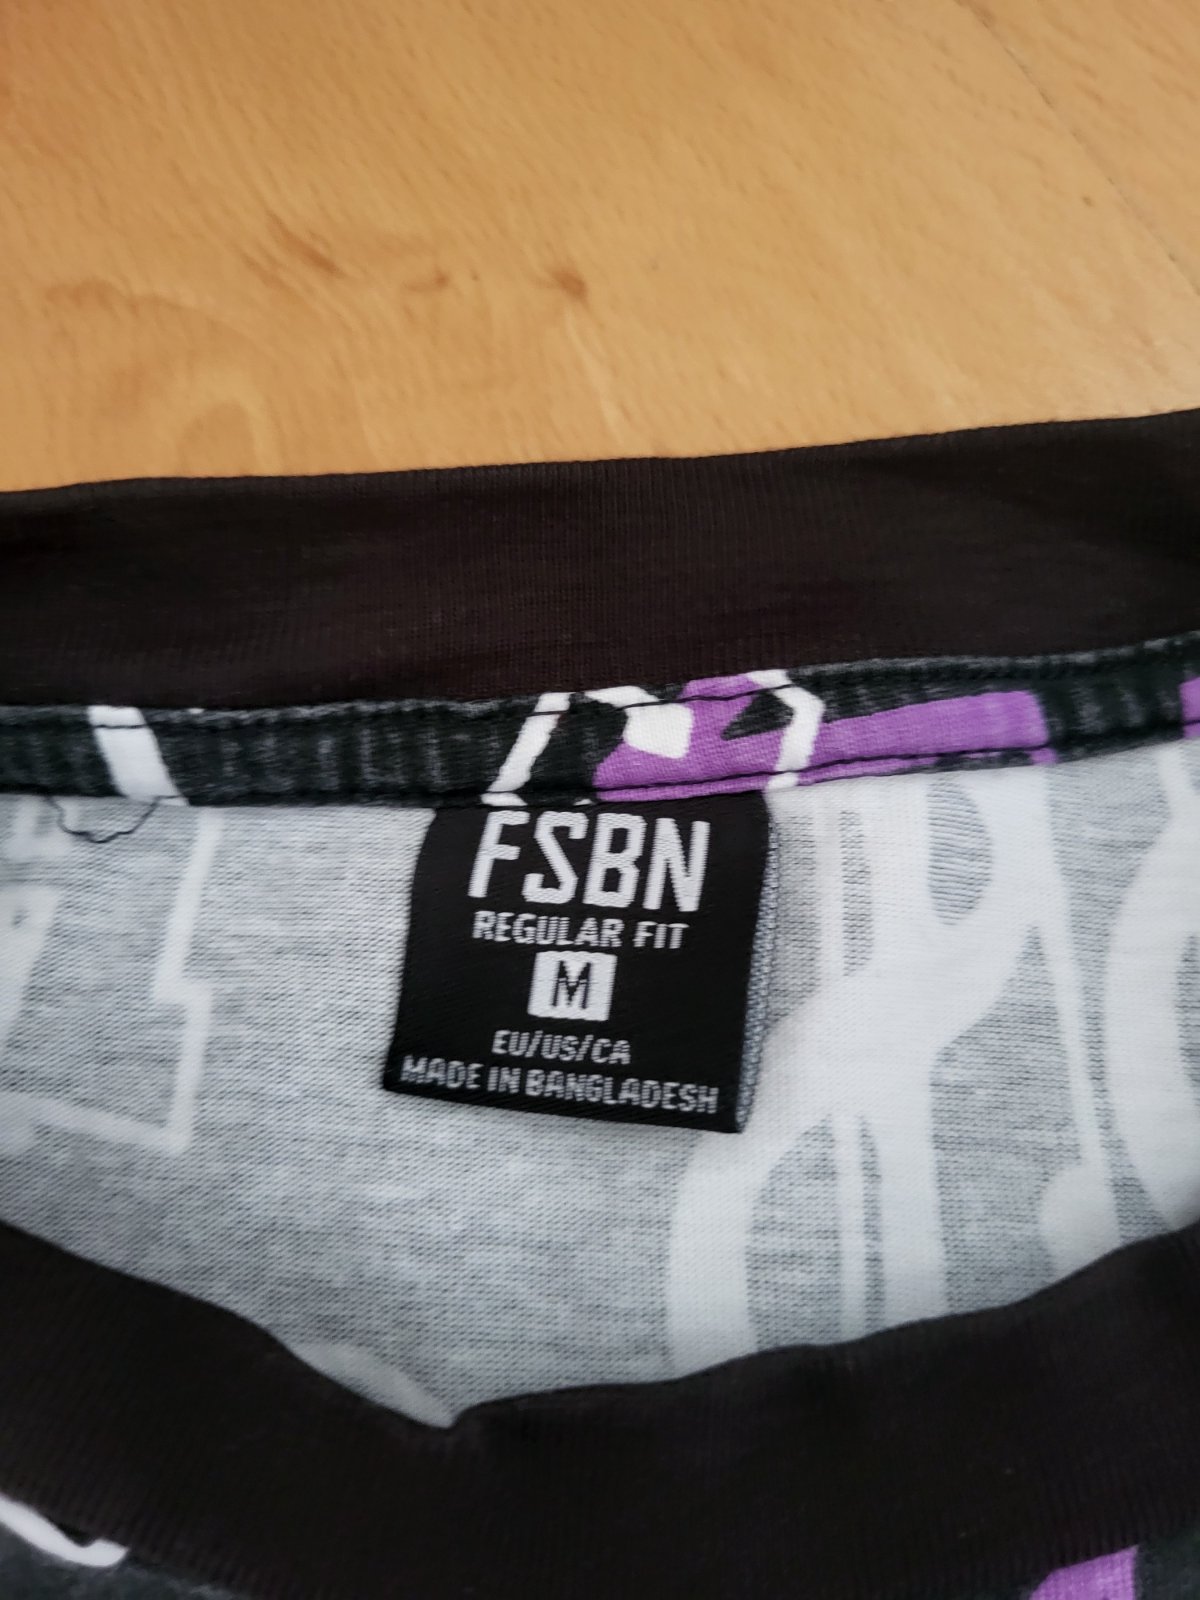 FSBN
REGULAR FIT
M
EU/US/CA
MADE IN BANGLADESH